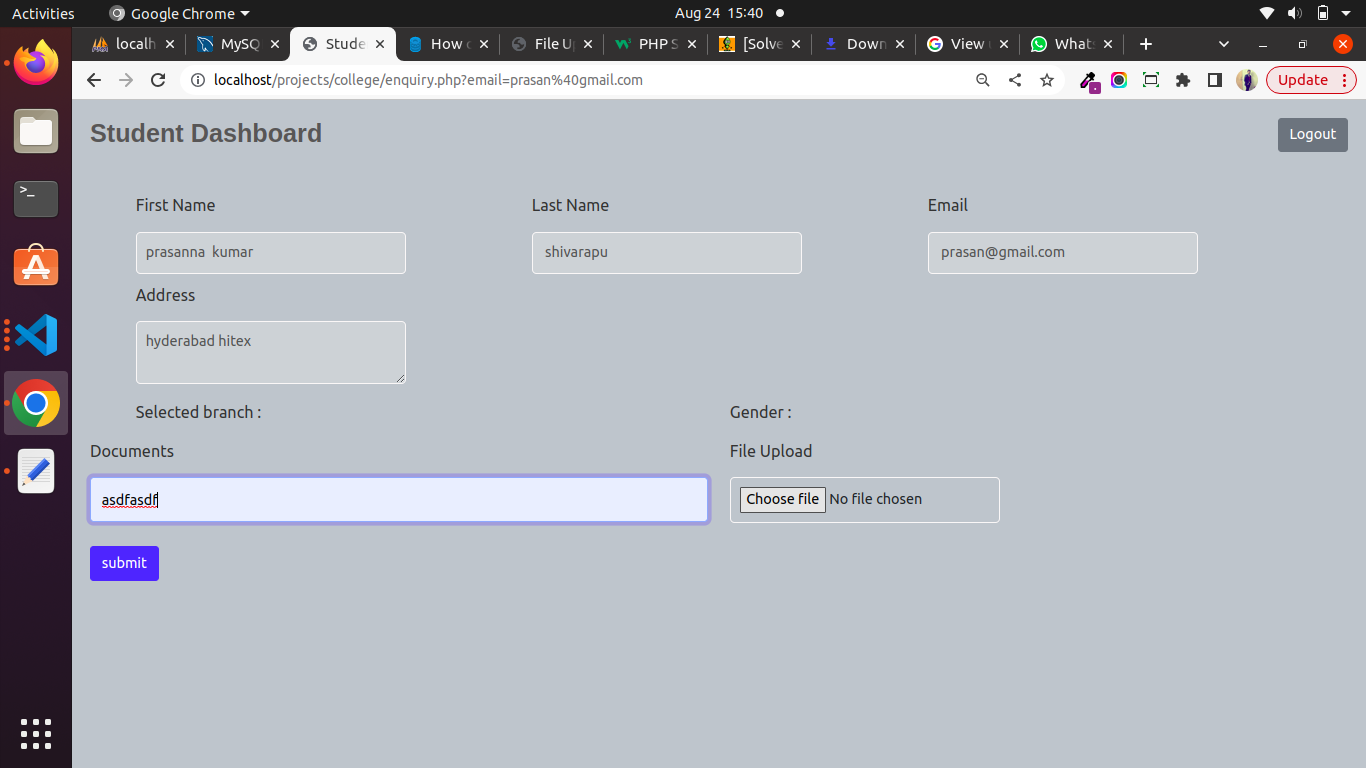 Activities Google Chrome Aug 24 15:40
localh MySQ Stude How File U PHP S [Solve Down View WhatsA
localhost/projects/college/enquiry.php?email=prasan%40gmail.com Update
Student Dashboard Logout
First Name Last Name Email
prasanna kumar shivarapu prasan@gmail.com
Address
hyderabad hitex
Selected branch : Gender :
Documents File Upload
asdfasdf Choose file No file chosen
submit